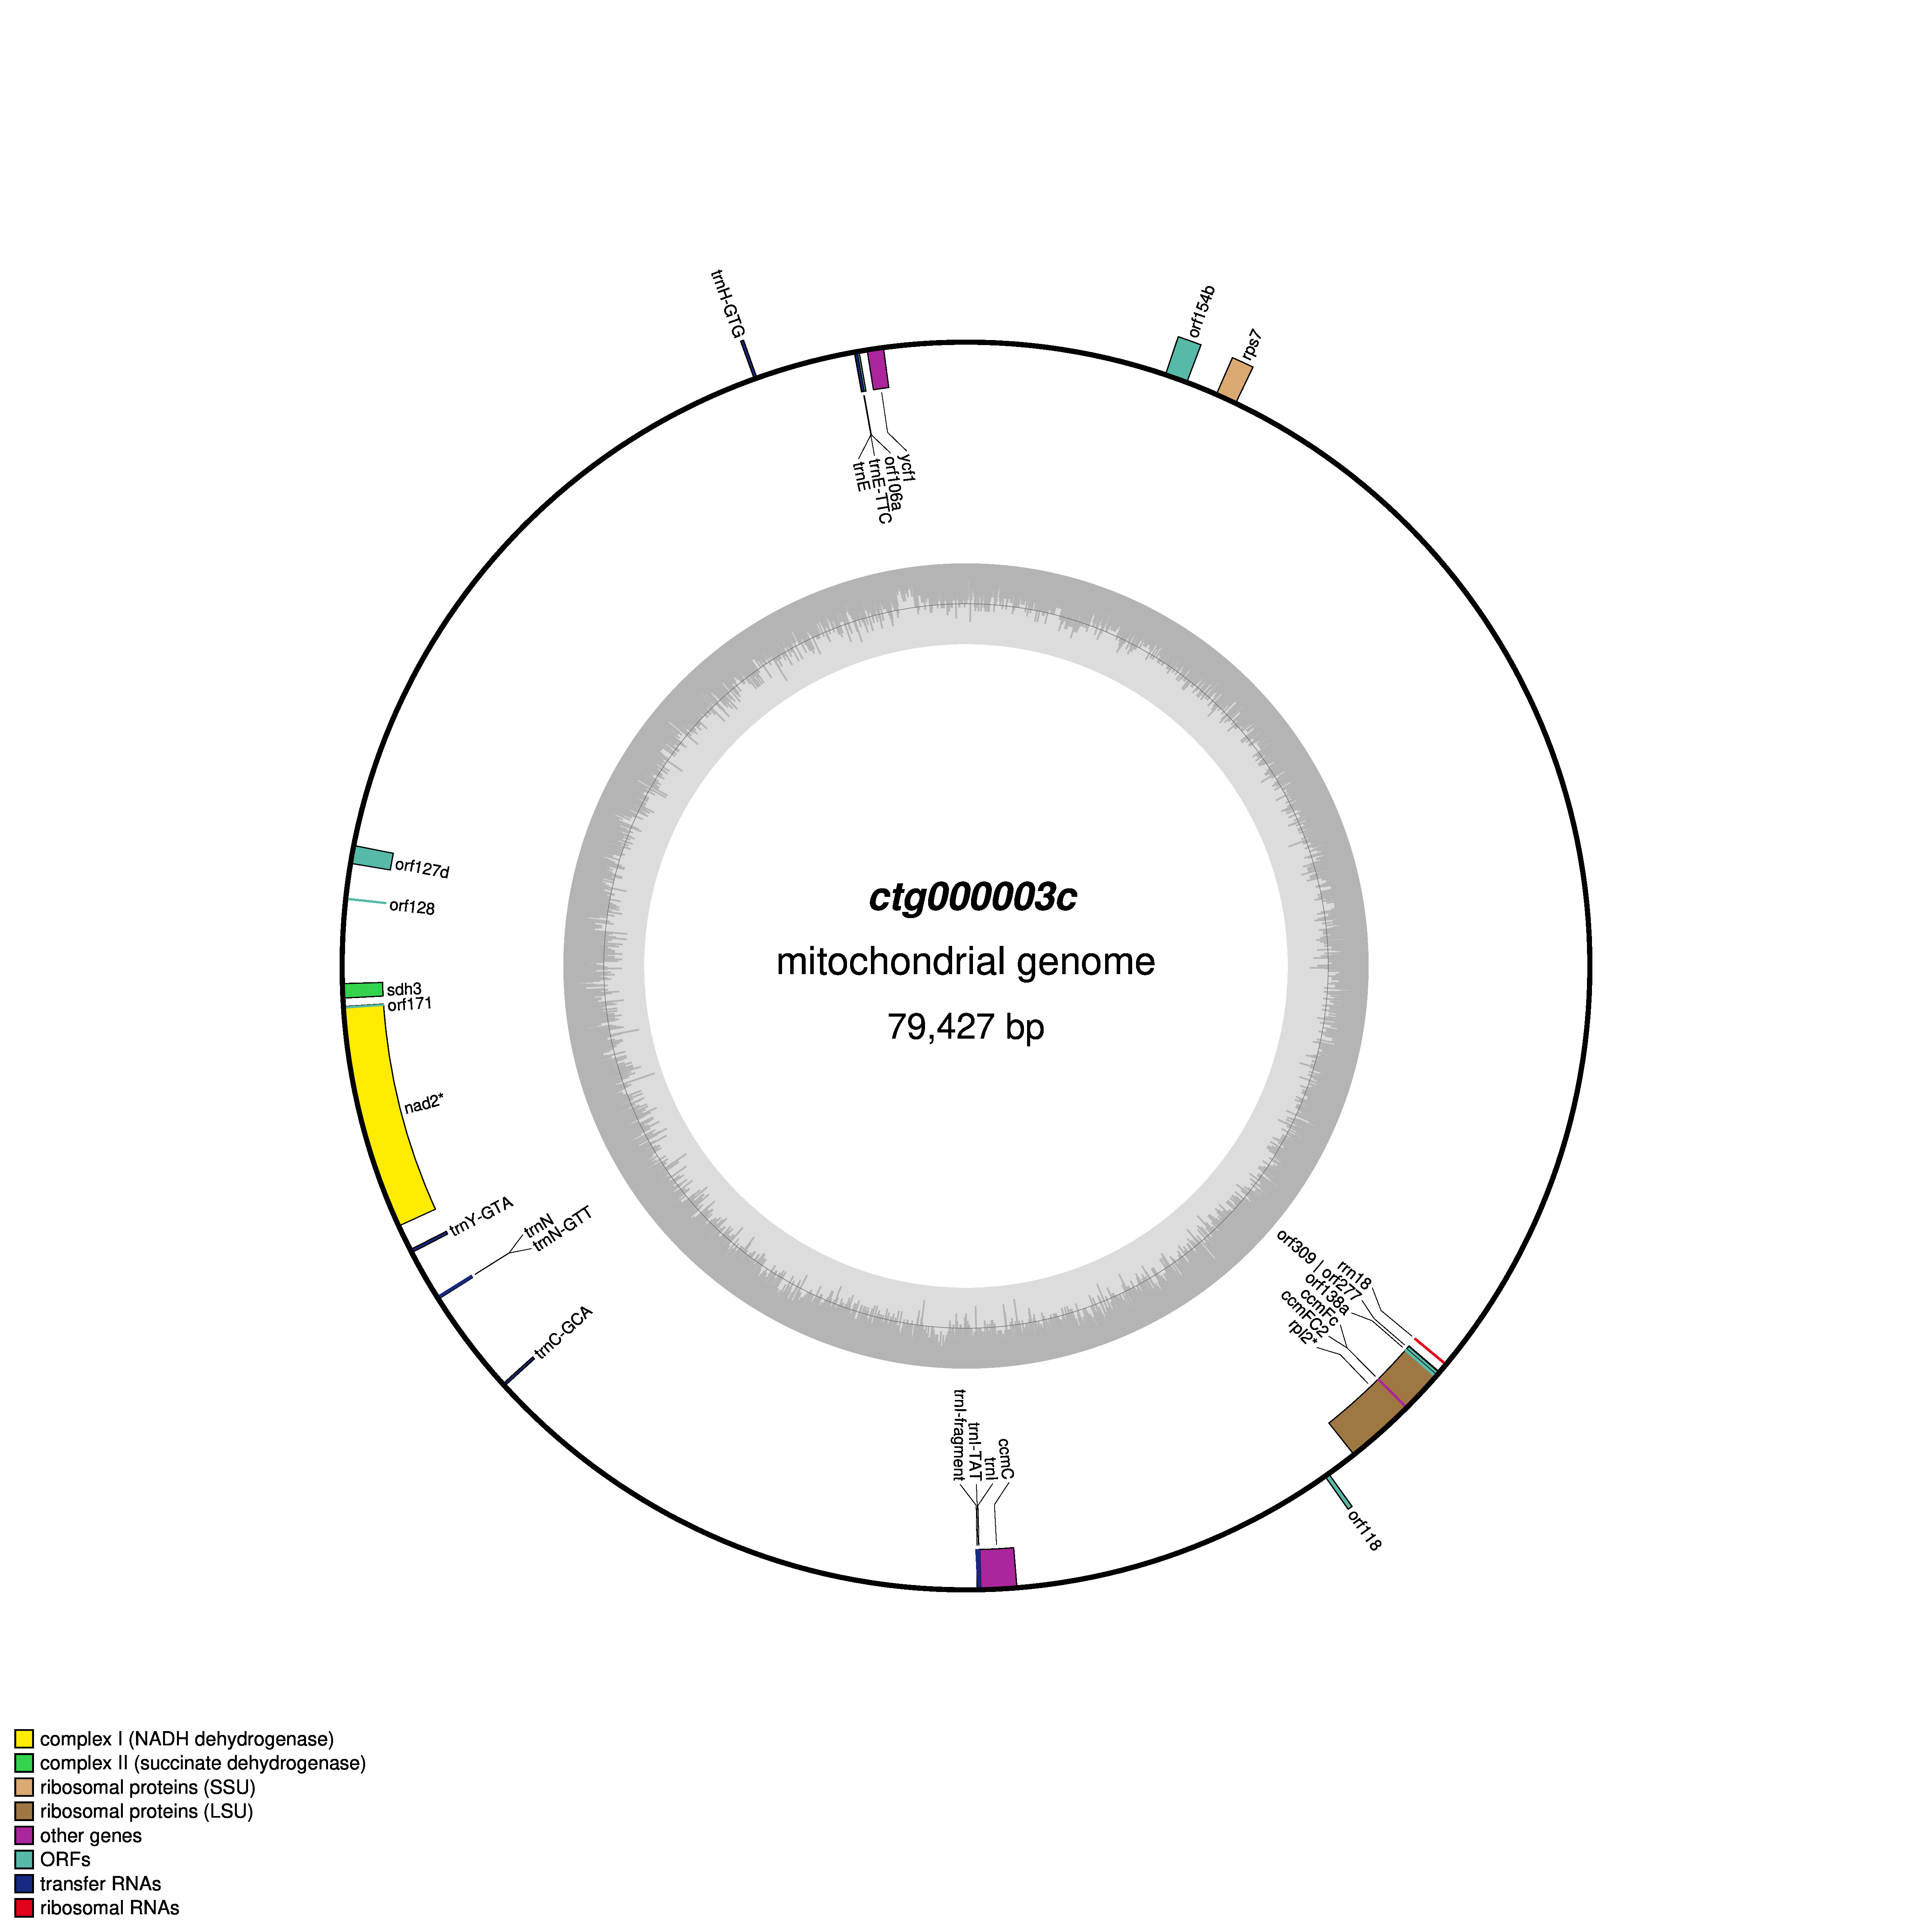 trnH-GTG
orf154b
rps7
ycf1
orf106a
trnE-TTC
trnE
orf127d
orf128
sdh3
orf171
nad2*
trnY-GTA
trnN
trnN-GTT
trnC-GCA
ctg000003c
mitochondrial genome
79,427 bp
rrn18
orf309 | orf277
orf138a
ccmFc
ccmFC2
rpl2*
orf118
ccmC
trnI
trnI-TAT
trnI-fragment
complex I (NADH dehydrogenase)
complex II (succinate dehydrogenase)
ribosomal proteins (SSU)
ribosomal proteins (LSU)
other genes
ORFs
transfer RNAs
ribosomal RNAs